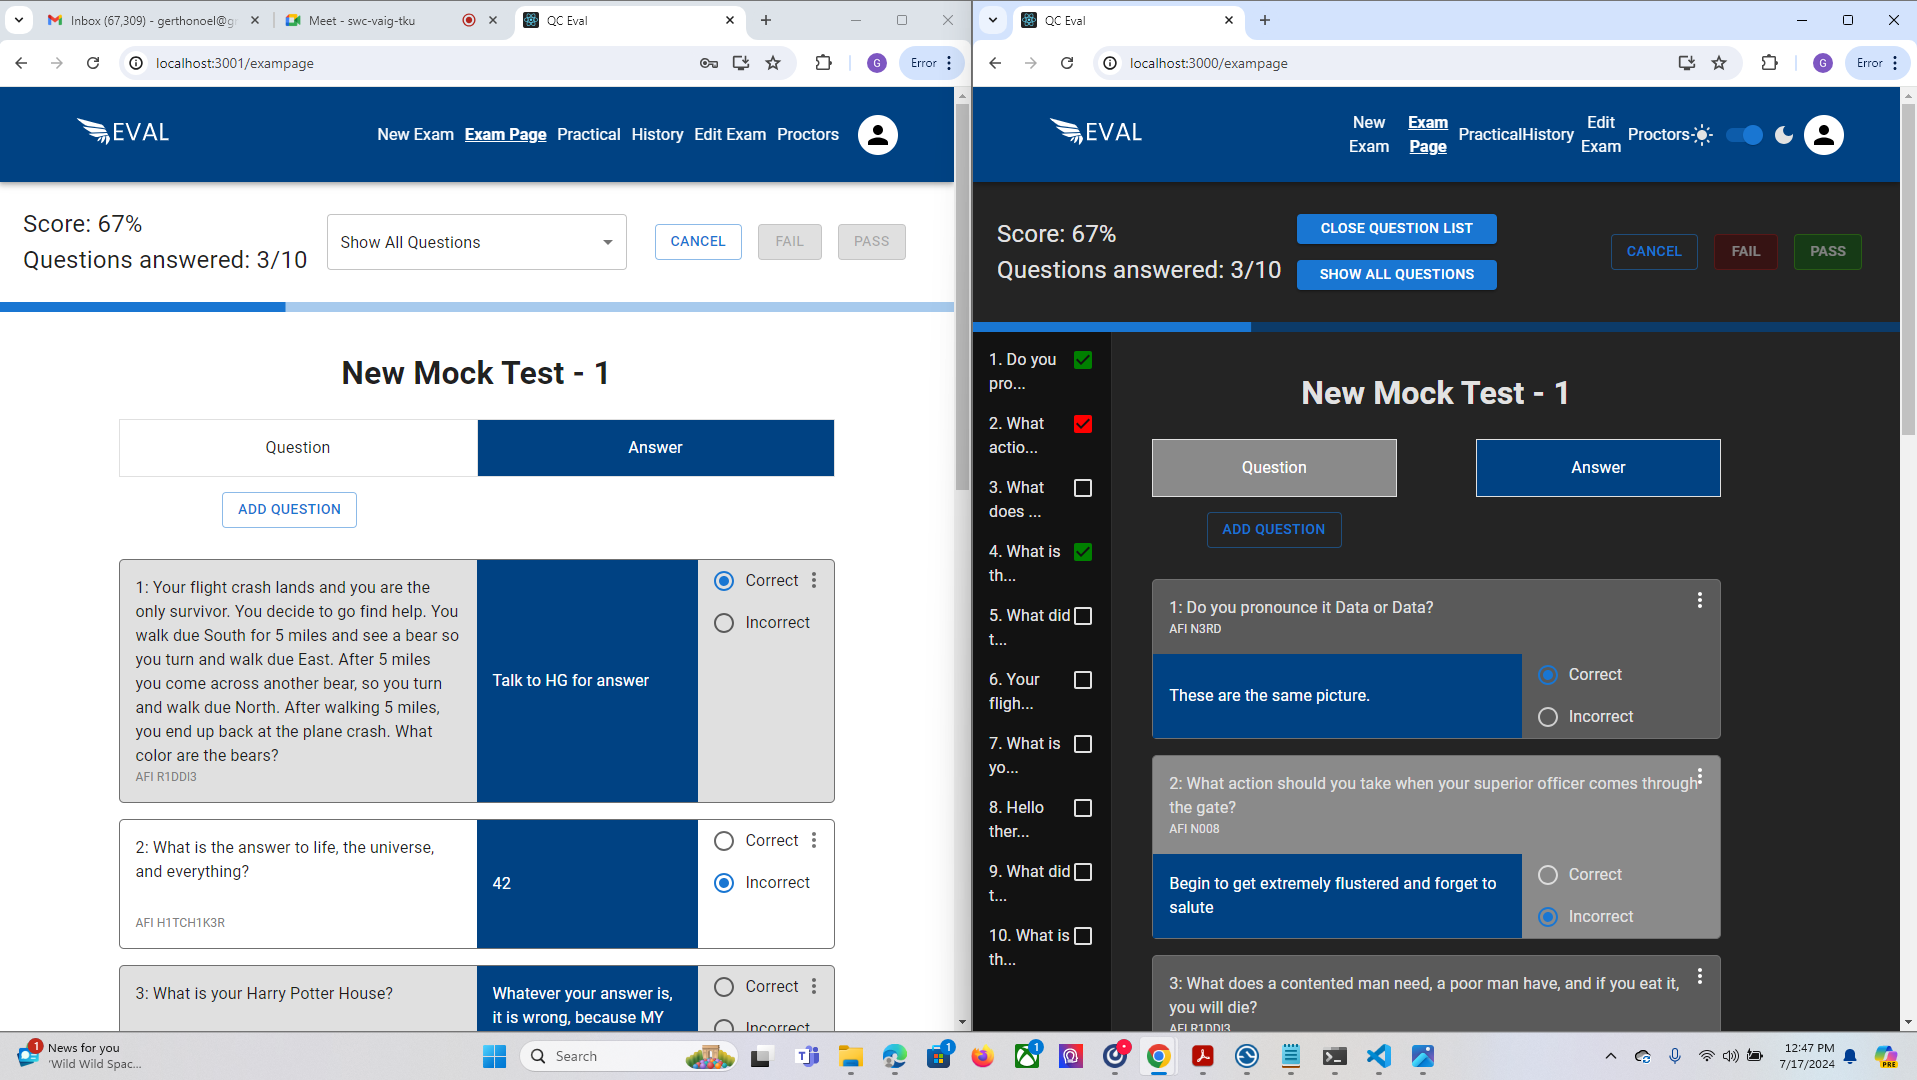 Inbox (67,309) - gerthonoel@g
Meet - swc-vaig-tku
QC Eval
localhost:3001/exampage
G
Error
EVAL
New Exam
Exam Page
Practical
History
Edit Exam
Proctors
Score: 67%
Questions answered: 3/10
Show All Questions
CANCEL
FAIL
PASS
New Mock Test - 1
Question
Answer
ADD QUESTION
1: Your flight crash lands and you are the
only survivor. You decide to go find help. You
walk due South for 5 miles and see a bear so
you turn and walk due East. After 5 miles
you come across another bear, so you turn
and walk due North. After walking 5 miles,
you end up back at the plane crash. What
color are the bears?
AFI R1DDI3
Talk to HG for answer
Correct
Incorrect
2: What is the answer to life, the universe,
and everything?
AFI H1TCH1K3R
42
Correct
Incorrect
3: What is your Harry Potter House?
Whatever your answer is,
it is wrong, because MY
Correct
Incorrect
QC Eval
localhost:3000/exampage
G
Error
EVAL
New
Exam
Exam
Page
Practical
History
Edit
Exam
Proctors
Score: 67%
Questions answered: 3/10
CLOSE QUESTION LIST
SHOW ALL QUESTIONS
CANCEL
FAIL
PASS
1. Do you
pro...
2. What
actio...
3. What
does ...
4. What is
th...
5. What did
t...
6. Your
fligh...
7. What is
yo...
8. Hello
ther...
9. What did
t...
10. What is
th...
New Mock Test - 1
Question
Answer
ADD QUESTION
1: Do you pronounce it Data or Data?
AFI N3RD
These are the same picture.
Correct
Incorrect
2: What action should you take when your superior officer comes through
the gate?
AFI N008
Begin to get extremely flustered and forget to
salute
Correct
Incorrect
3: What does a contented man need, a poor man have, and if you eat it,
you will die?
AFI R1DDI3
1
News for you
'Wild Wild Spac...
Search
1
1
12:47 PM
7/17/2024
PRE